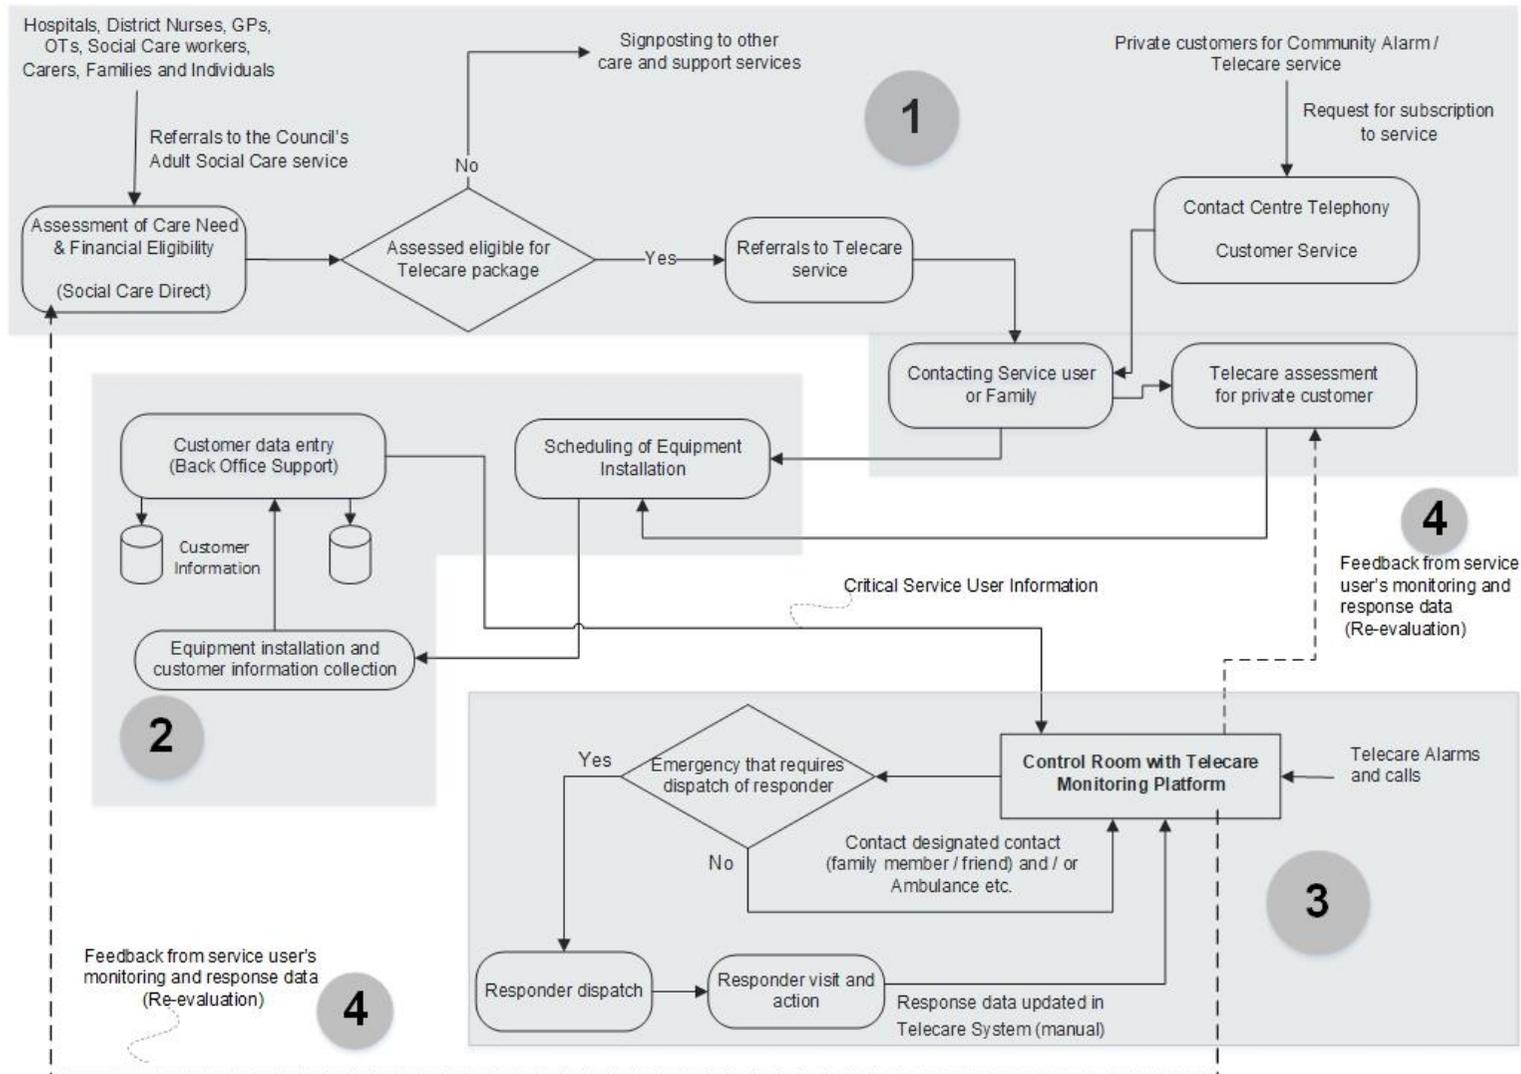 Hospitals, District Nurses, GPs,
OTs, Social Care workers,
Carers, Families and Individuals
Signposting to other
care and support services
Private customers for Community Alarm /
Telecare service
1
Request for subscription
to service
Referrals to the Council's
Adult Social Care service
No
Assessment of Care Need
& Financial Eligibility
(Social Care Direct)
Assessed eligible for
Telecare package
Yes
Referrals to Telecare
service
Contact Centre Telephony
Customer Service
Contacting Service user
or Family
Telecare assessment
for private customer
Customer data entry
(Back Office Support)
Scheduling of Equipment
Installation
Customer
Information
4
Feedback from service
user's monitoring and
response data
(Re-evaluation)
Critical Service User Information
Equipment installation and
customer information collection
2
Yes
Emergency that requires
dispatch of responder
Control Room with Telecare
Monitoring Platform
Telecare Alarms
and calls
No
Contact designated contact
(family member / friend) and / or
Ambulance etc.
3
Feedback from service user's
monitoring and response data
(Re-evaluation)
4
Responder dispatch
Responder visit and
action
Response data updated in
Telecare System (manual)